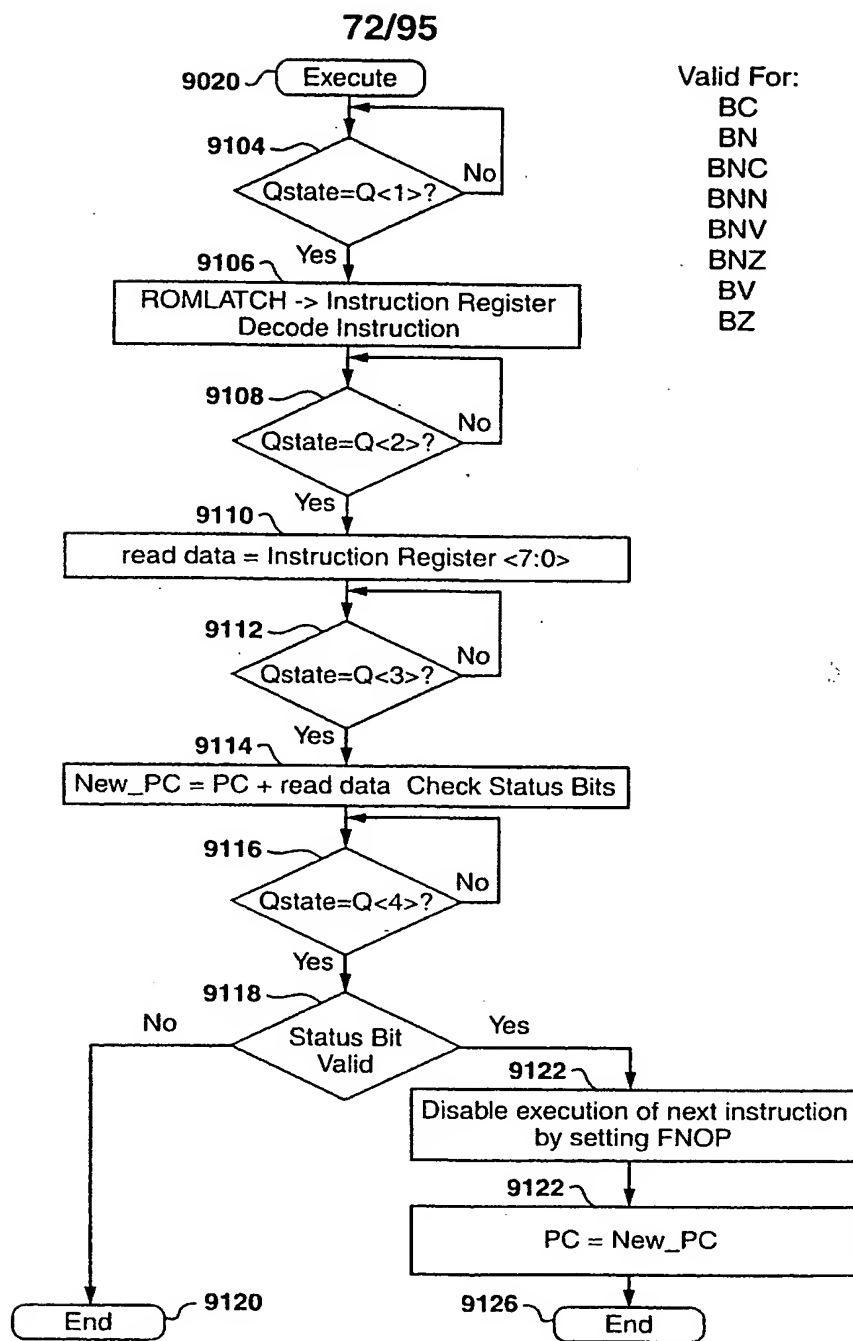 72/95
9020
Execute
Valid For:
BC
BN
BNC
BNN
BNV
BNZ
BV
BZ
9104
Qstate=Q<1>?
No
Yes
9106
ROMLATCH -> Instruction Register
Decode Instruction
9108
Qstate=Q<2>?
No
Yes
9110
read data = Instruction Register <7:0>
9112
Qstate=Q<3>?
No
Yes
9114
New_PC = PC + read data Check Status Bits
9116
Qstate=Q<4>?
No
Yes
9118
No
Status Bit
Valid
Yes
9122
Disable execution of next instruction
by setting FNOP
9122
PC = New_PC
End
9120
9126
End